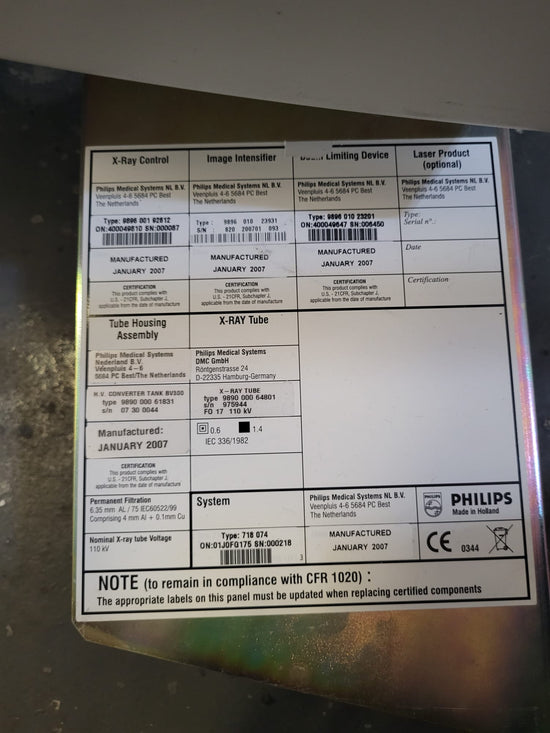 X-Ray Control
Philips Medical Systems NL B.V.
Veenpluis 4-6 5684 PC Best
The Netherlands
Type: 9896 001 92812
ON:400049810 SN:000087
MANUFACTURED
JANUARY 2007
CERTIFICATION
This product complies with
U.S. - 21CFR, Subchapter J,
applicable from the date of manufacture
Image Intensifier
Philips Medical Systems NL B.V.
Veenpluis 4-6 5684 PC Best
The Netherlands
Type : 9896 010 23931
S/N : 820 200701 093
MANUFACTURED
JANUARY 2007
CERTIFICATION
This product complies with
U.S. - 21CFR, Subchapter J,
applicable from the date of manufacture
Limiting Device
Philips Medical Systems NL B.V.
Veenpluis 4-6 5684 PC Best
The Netherlands
Type: 9896 010 23201
ON:400049647 SN:006450
MANUFACTURED
JANUARY 2007
CERTIFICATION
This product complies with
U.S. - 21CFR, Subchapter J,
applicable from the date of manufacture
Laser Product
(optional)
Philips Medical Systems NL B.V.
Veenpluis 4-6 5684 PC Best
The Netherlands
Type:
Serial nº.:
Date
Certification
Tube Housing
Assembly
Philips Medical Systems
Nederland B.V.
Veenpluis 4-6
5684 PC Best/The Netherlands
H.V. CONVERTER TANK BV300
type 9890 000 61831
s/n 07 30 0044
Manufactured:
JANUARY 2007
CERTIFICATION
This product complies with
U.S. - 21CFR, Subchapter J,
applicable from the date of manufacture
X-RAY Tube
Philips Medical Systems
DMC GmbH
Röntgenstrasse 24
D-22335 Hamburg-Germany
X-RAY TUBE
type 9890 000 64801
s/n 975944
FO 17 110 kV
0.6 1.4
IEC 336/1982
Permanent Filtration
6.35 mm AL / 75 IEC60522/99
Comprising 4 mm Al + 0.1mm Cu
Nominal X-ray tube Voltage
110 kV
System
Philips Medical Systems NL B.V.
Veenpluis 4-6 5684 PC Best
The Netherlands
Type: 718 074
ON:01J0FQ175 SN:000218
3
MANUFACTURED
JANUARY 2007
PHILIPS
PHILIPS
Made in Holland
CE 0344
NOTE (to remain in compliance with CFR 1020) :
The appropriate labels on this panel must be updated when replacing certified components